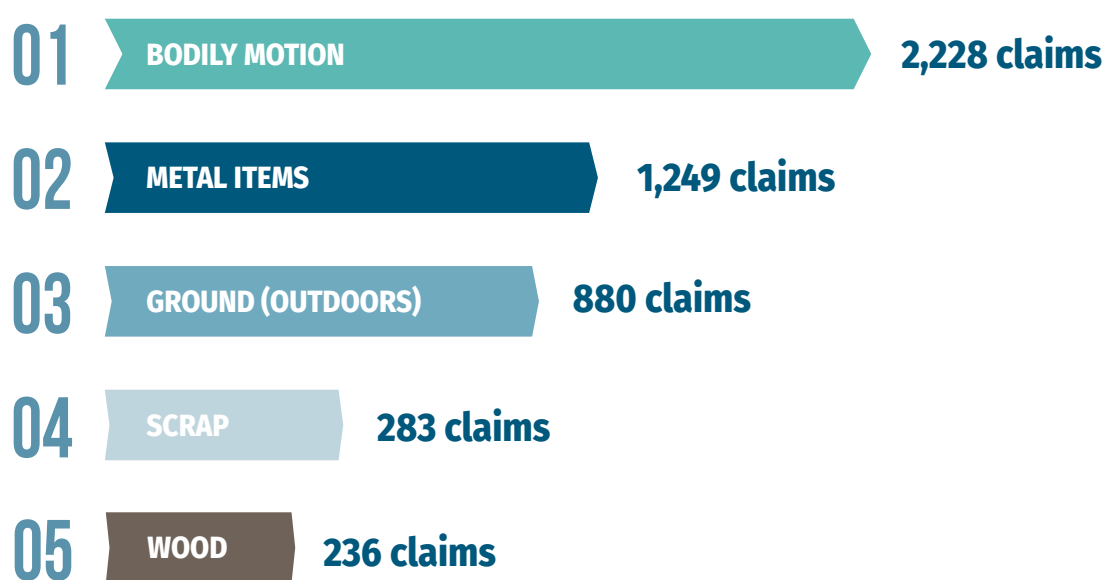 01 BODILY MOTION 2,228 claims
02 METAL ITEMS 1,249 claims
03 GROUND (OUTDOORS) 880 claims
04 SCRAP 283 claims
05 WOOD 236 claims